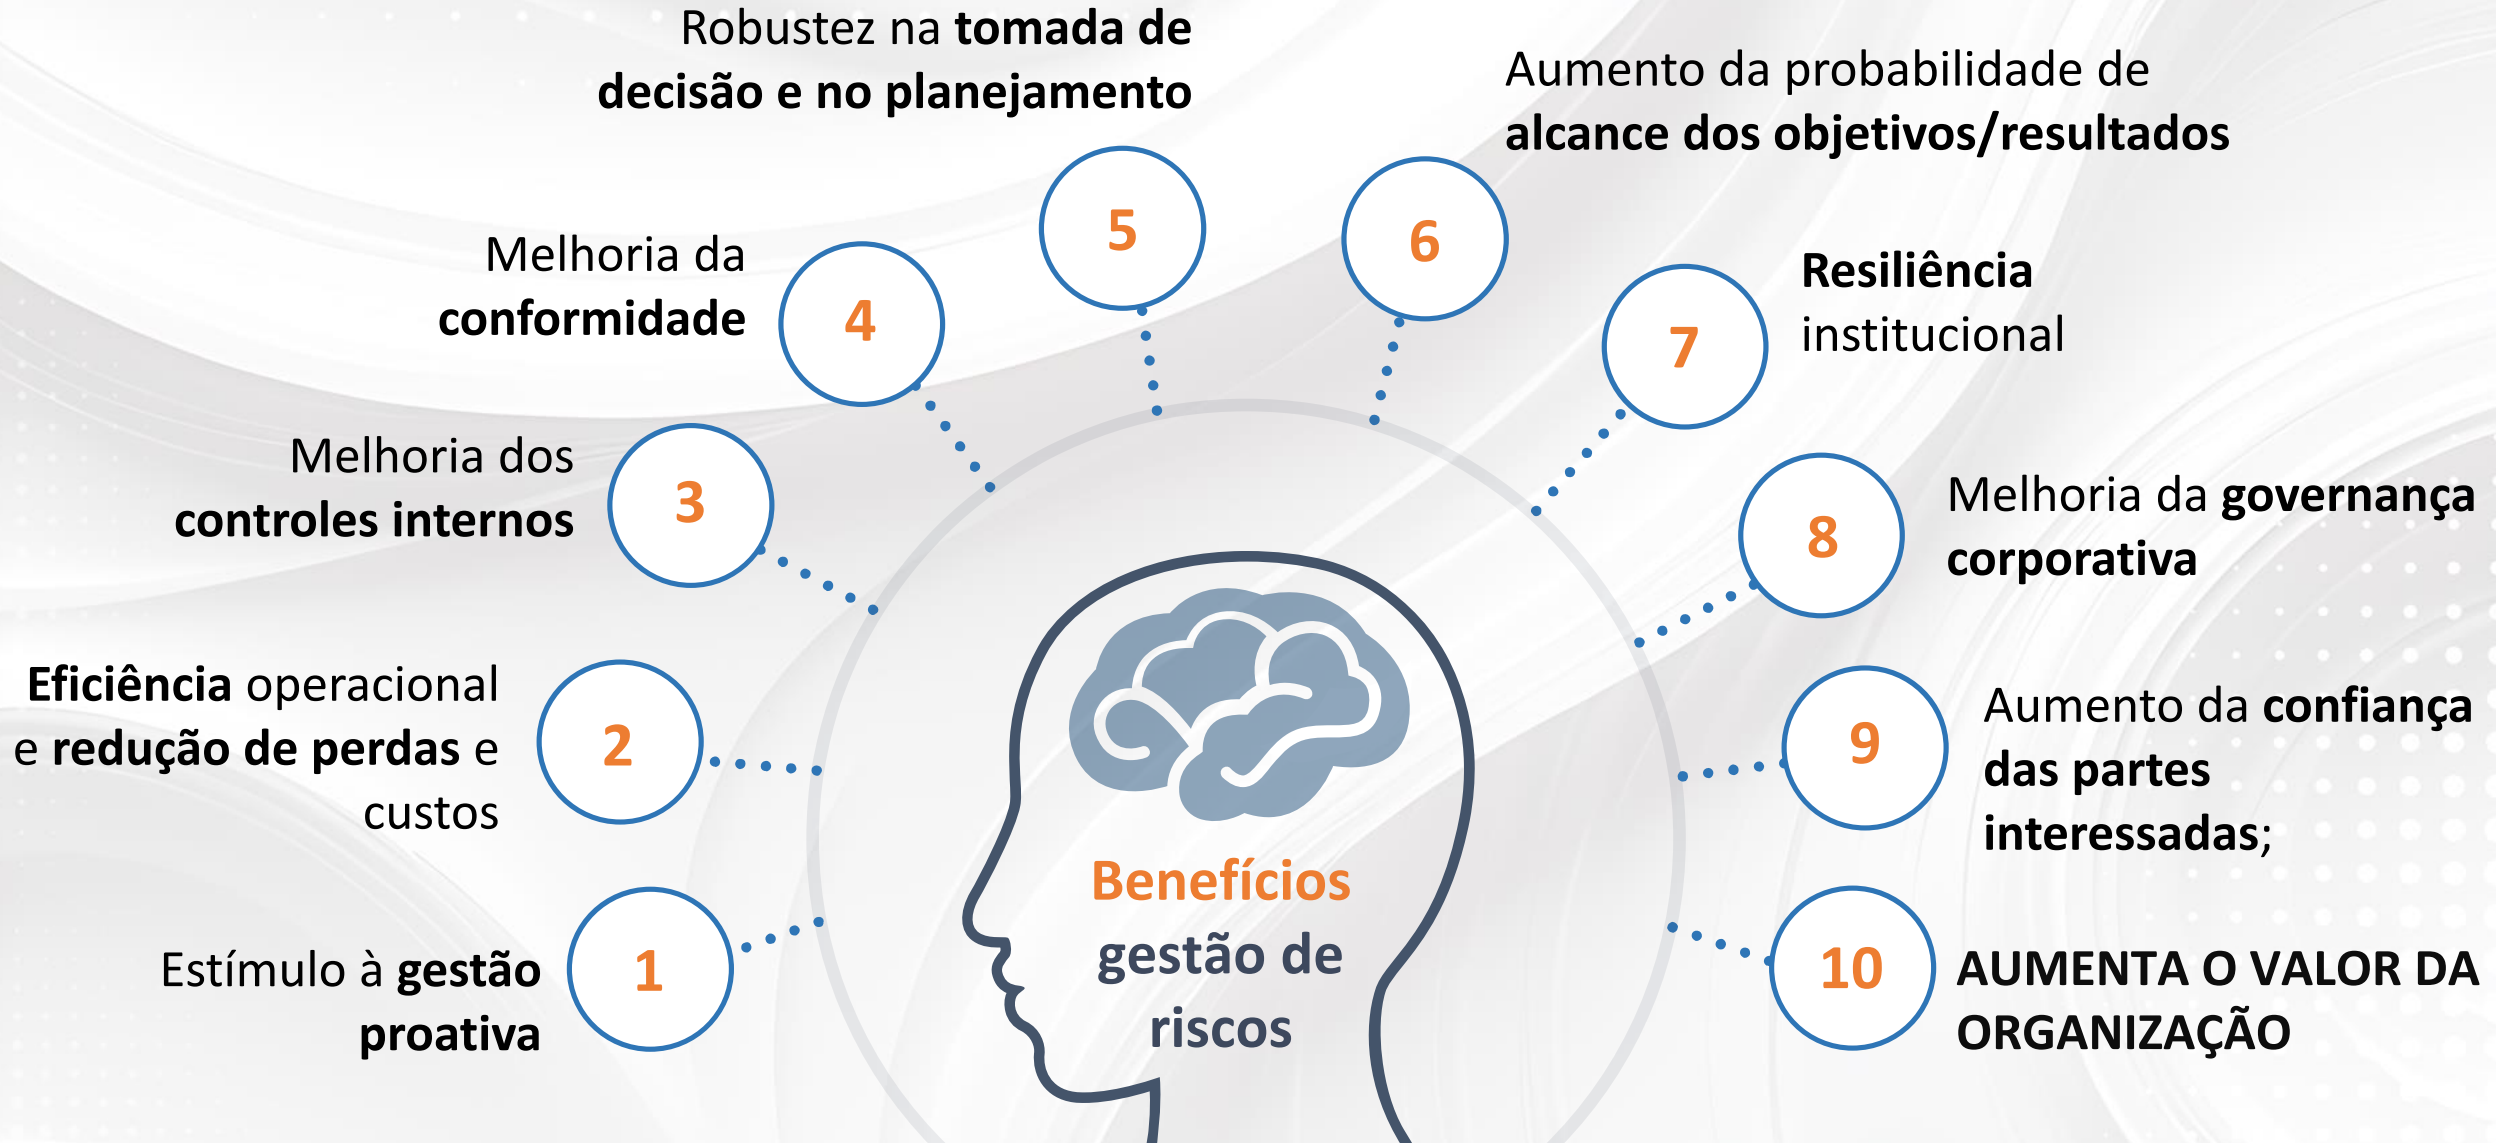 Robustez na tomada de
decisão e no planejamento
5
Aumento da probabilidade de
alcance dos objetivos/resultados
6
Melhoria da
conformidade
4
Resiliência
institucional
7
Melhoria dos
controles internos
3
Melhoria da governança
corporativa
8
Eficiência operacional
e redução de perdas e
custos
2
Aumento da confiança
das partes
interessadas;
9
Estímulo à gestão
proativa
1
AUMENTA O VALOR DA
ORGANIZAÇÃO
10
Benefícios
gestão de
riscos